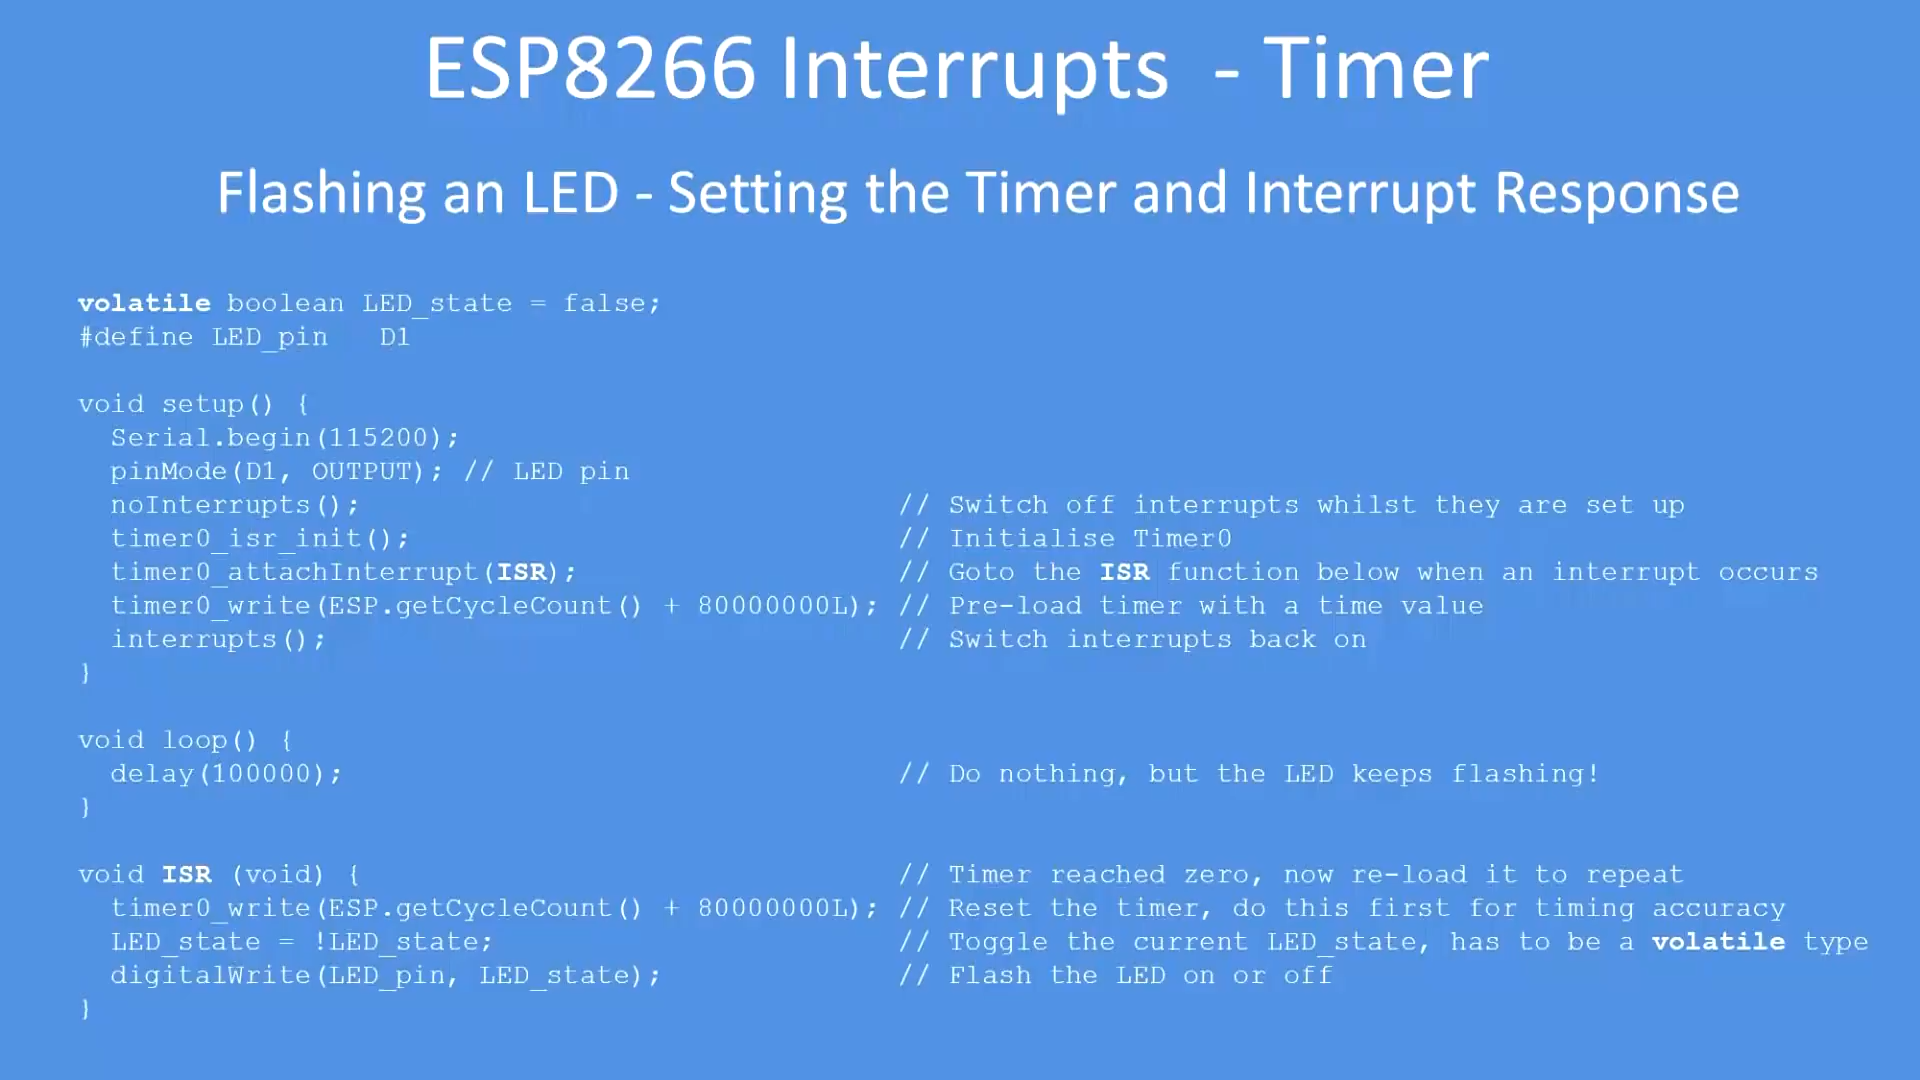 ESP8266 Interrupts - Timer
Flashing an LED - Setting the Timer and Interrupt Response
volatile boolean LED_state = false;
#define LED_pin   D1
void setup() {
  Serial.begin(115200);
  pinMode(D1, OUTPUT); // LED pin
  noInterrupts();                                // Switch off interrupts whilst they are set up
  timer0_isr_init();                             // Initialise Timer0
  timer0_attachInterrupt(ISR);                   // Goto the ISR function below when an interrupt occurs
  timer0_write(ESP.getCycleCount() + 80000000L); // Pre-load timer with a time value
  interrupts();                                  // Switch interrupts back on
}
void loop() {
  delay(100000);                                 // Do nothing, but the LED keeps flashing!
}
void ISR (void) {                                // Timer reached zero, now re-load it to repeat
  timer0_write(ESP.getCycleCount() + 80000000L); // Reset the timer, do this first for timing accuracy
  LED_state = !LED_state;                        // Toggle the current LED_state, has to be a volatile type
  digitalWrite(LED_pin, LED_state);              // Flash the LED on or off
}